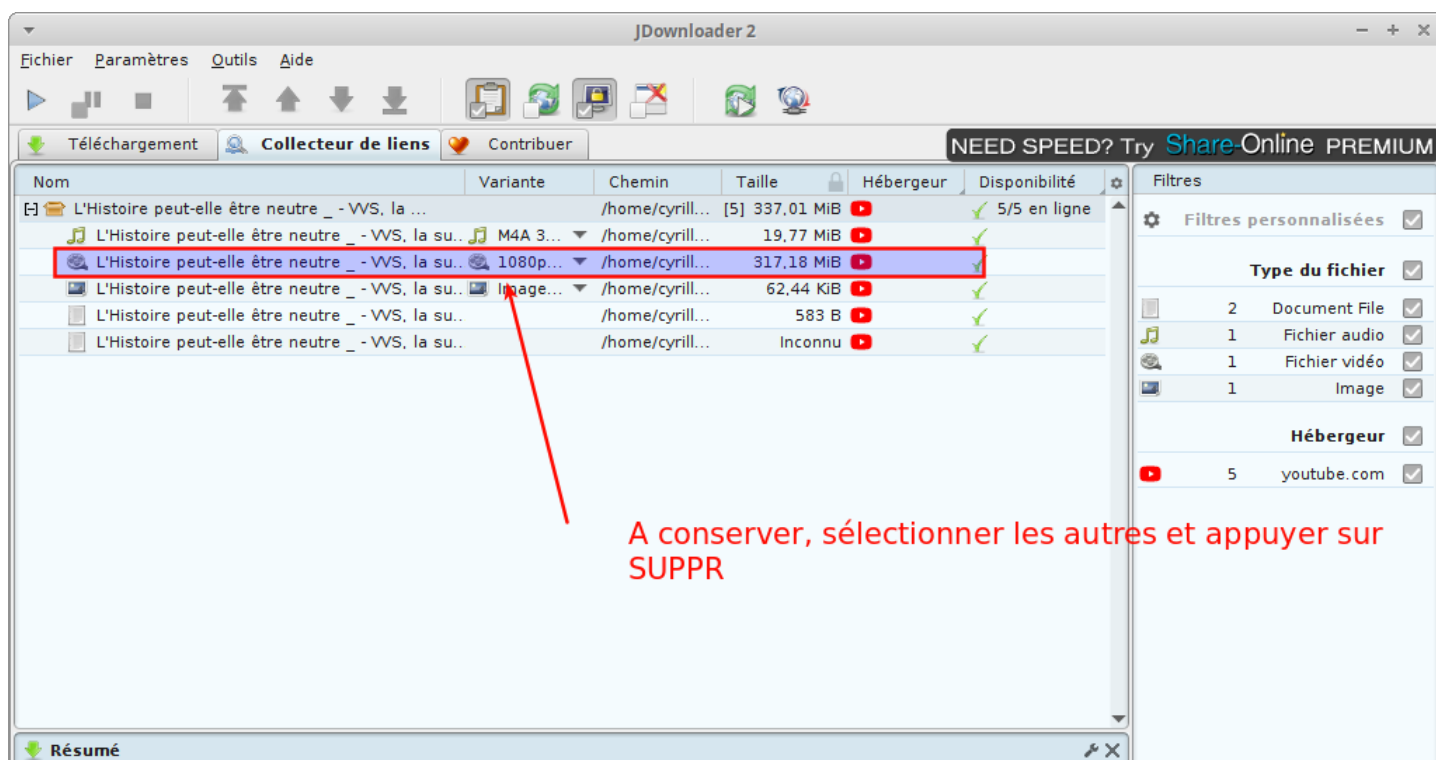 JDownloader 2
Fichier Paramètres Outils Aide
Téléchargement Collecteur de liens Contribuer NEED SPEED? Try Share-Online PREMIUM
Nom Variante Chemin Taille Hébergeur Disponibilité Filtres
L'Histoire peut-elle être neutre _ - VVS, la ... /home/cyrill... [5] 337,01 MiB 5/5 en ligne
Filtres personnalisées
L'Histoire peut-elle être neutre _ - VVS, la su.. M4A 3... /home/cyrill... 19,77 MiB
L'Histoire peut-elle être neutre _ - VVS, la su.. 1080p... /home/cyrill... 317,18 MiB
Type du fichier
L'Histoire peut-elle être neutre _ - VVS, la su.. Image... /home/cyrill... 62,44 KiB
L'Histoire peut-elle être neutre _ - VVS, la su.. /home/cyrill... 583 B
L'Histoire peut-elle être neutre _ - VVS, la su.. /home/cyrill... Inconnu
2 Document File
1 Fichier audio
1 Fichier vidéo
1 Image
Hébergeur
5 youtube.com
A conserver, sélectionner les autres et appuyer sur
SUPPR
Résumé